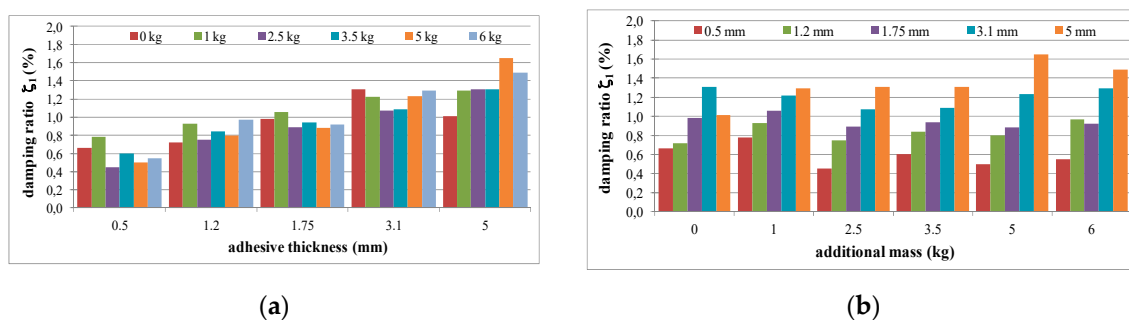 0 kg 1 kg 2.5 kg 3.5 kg 5 kg 6 kg
2,0
1,8
1,6
1,4
1,2
1,0
0,8
0,6
0,4
0,2
0,0
damping ratio ζ1 (%)
0.5 1.2 1.75 3.1 5
adhesive thickness (mm)
(a)
0.5 mm 1.2 mm 1.75 mm 3.1 mm 5 mm
2,0
1,8
1,6
1,4
1,2
1,0
0,8
0,6
0,4
0,2
0,0
damping ratio ζ1 (%)
0 1 2.5 3.5 5 6
additional mass (kg)
(b)